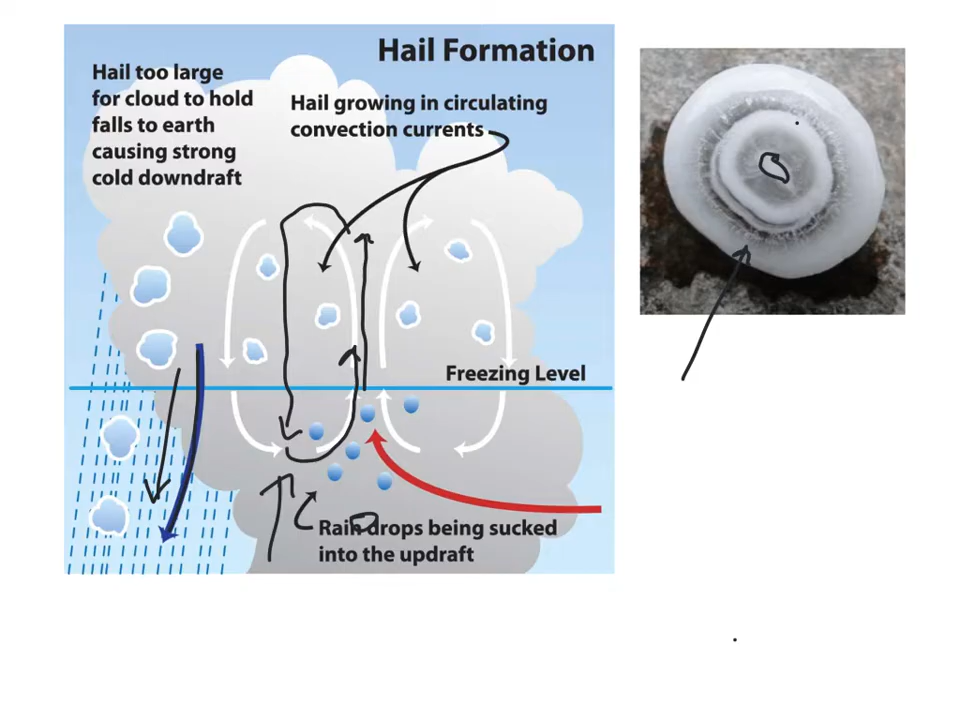 Hail Formation
Hail too large
for cloud to hold
falls to earth
causing strong
cold downdraft
Hail growing in circulating
convection currents
Freezing Level
Rain drops being sucked
into the updraft